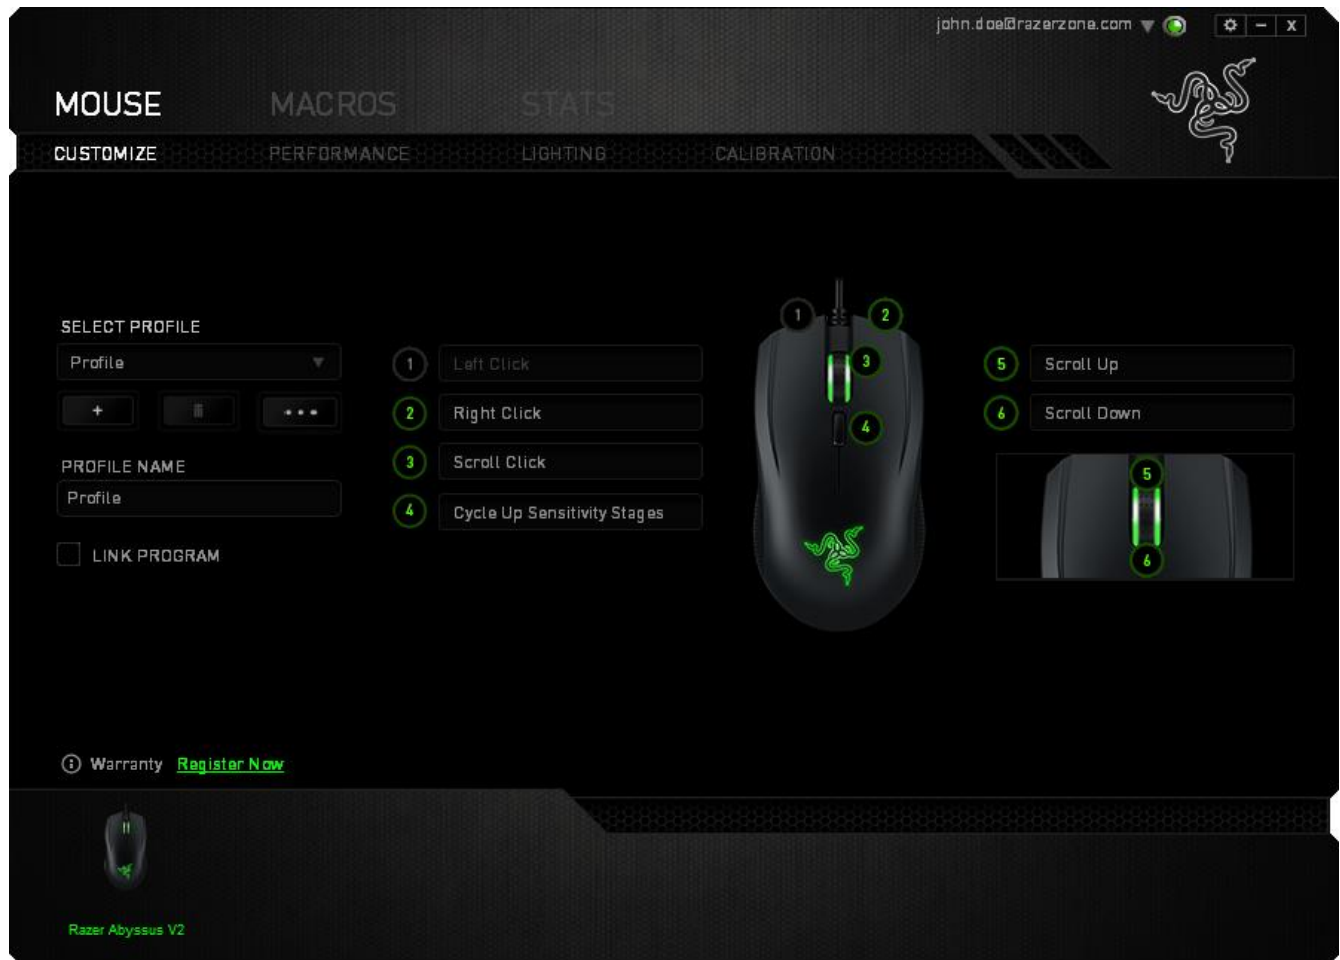 john.doe@razerzone.com
X
MOUSE MACROS STATS
CUSTOMIZE PERFORMANCE LIGHTING CALIBRATION
SELECT PROFILE
Profile
+
PROFILE NAME
Profile
LINK PROGRAM
1 Left Click
2 Right Click
3 Scroll Click
4 Cycle Up Sensitivity Stages
1
2
3
4
5 Scroll Up
6 Scroll Down
5
6
Warranty Register Now
Razer Abyssus V2